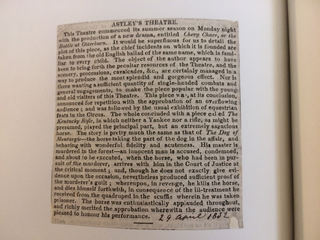 ASTLEY'S THEATRE.
This Theatre commenced its summer season on Monday night
with the production of a new drama, entitled Chevy Chace, or the
Battle of Otterburn. It would be superfluous for us to detail the
plot of this piece, as the chief incidents on which it is founded are
taken from the old English ballad of the same name, which is fami-
liar to every child. The object of the author appears to have
been to bring forth the peculiar resources of the Theatre, and the
scenery, processions, cavalcades, &c., are certainly managed in a
way to produce the most splendid and gorgeous effect. Nor is
there wanting a sufficient supply of single-headed combats and
general engagements, to make the piece popular with the young
and old visiters of this Theatre. This piece was, at its conclusion,
announced for repetition with the approbation of an overflowing
audience; and was followed by the usual exhibition of equestrian
feats in the Circus. The whole concluded with a piece called The
Kentucky Rifle, in which neither a Yankee nor a rifle, as might be
presumed, played the principal part, but an extremely sagacious
horse. The story is pretty much the same as that of The Dog of
Montargis—the horse taking the part of the dog in the affair, and
behaving with wonderful fidelity and acuteness. His master is
murdered in the forest—an innocent man is accused, condemned,
and about to be executed, when the horse, who had been in pur-
suit of the murderer, arrives with him in the Court of Justice at
the critical moment; and, though he does not exactly give evi-
dence upon the occasion, nevertheless produced sufficient proof of
the murderer's guilt; whereupon, in revenge, he kills the horse,
and dies himself forthwith, in consequence of the ill-treatment he
received from the quadruped in the scuffle wherein he was taken
prisoner. The horse was enthusiastically applauded throughout,
and richly merited the approbation wherewith the audience were
pleased to honour his performance. 29 April 1832